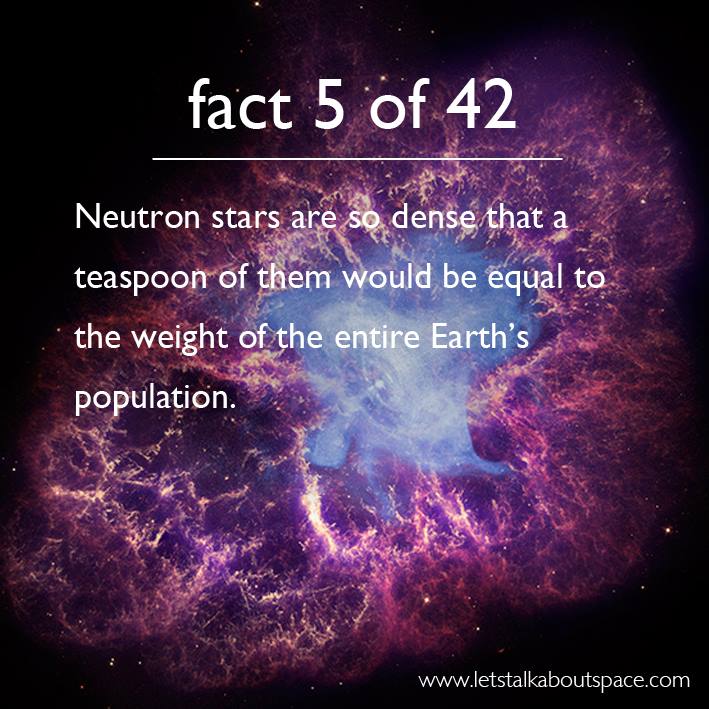 fact 5 of 42
Neutron stars are so dense that a
teaspoon of them would be equal to
the weight of the entire Earth’s
population.
www.letstalkaboutspace.com